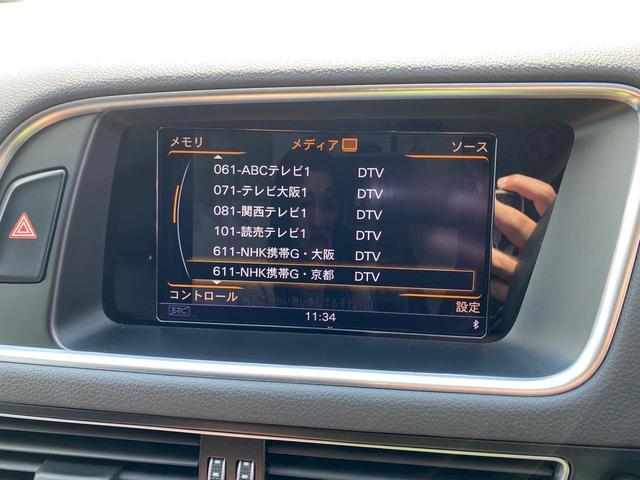 メモリ メディア ソース
061-ABCテレビ1 DTV
071-テレビ大阪1 DTV
081-関西テレビ1 DTV
101-読売テレビ1 DTV
611-NHK携帯G・大阪 DTV
611-NHK携帯G・京都 DTV
コントロール 設定
ETC 11:34